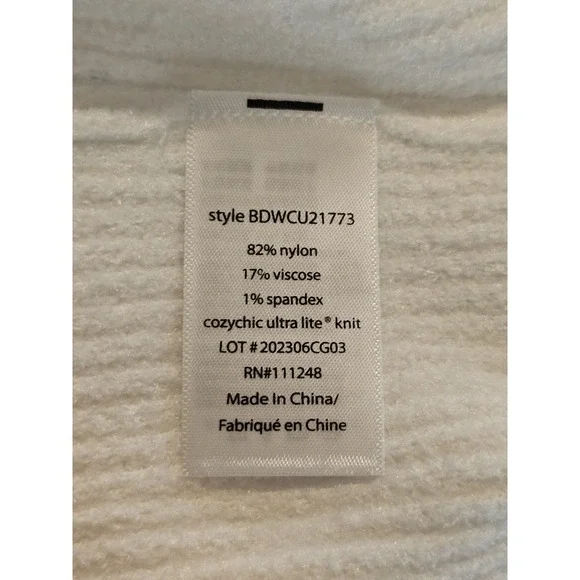 style BDWCU21773
82% nylon
17% viscose
1% spandex
cozychic ultra lite® knit
LOT # 202306CG03
RN#111248
Made In China/
Fabriqué en Chine